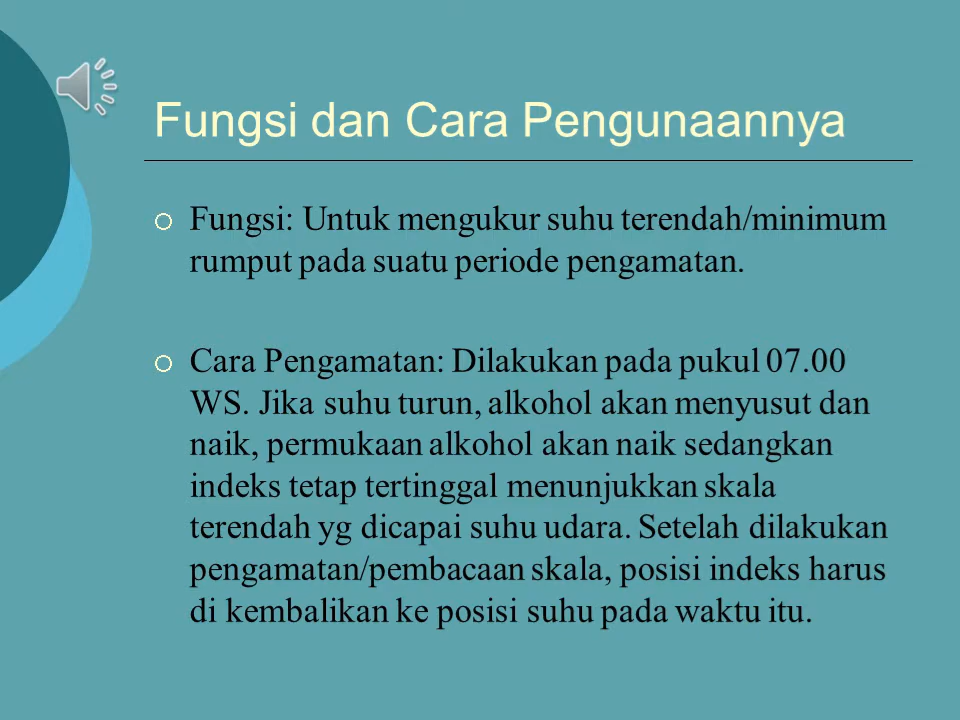 Fungsi dan Cara Pengunaannya
Fungsi: Untuk mengukur suhu terendah/minimum
rumput pada suatu periode pengamatan.
Cara Pengamatan: Dilakukan pada pukul 07.00
WS. Jika suhu turun, alkohol akan menyusut dan
naik, permukaan alkohol akan naik sedangkan
indeks tetap tertinggal menunjukkan skala
terendah yg dicapai suhu udara. Setelah dilakukan
pengamatan/pembacaan skala, posisi indeks harus
di kembalikan ke posisi suhu pada waktu itu.